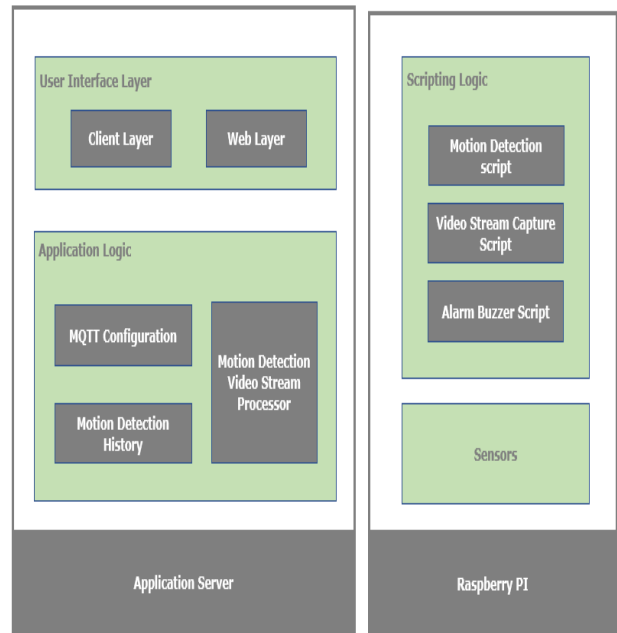 User Interface Layer
Client Layer
Web Layer
Application Logic
MQTT Configuration
Motion Detection
History
Motion Detection
Video Stream
Processor
Application Server
Scripting Logic
Motion Detection
script
Video Stream Capture
Script
Alarm Buzzer Script
Sensors
Raspberry PI